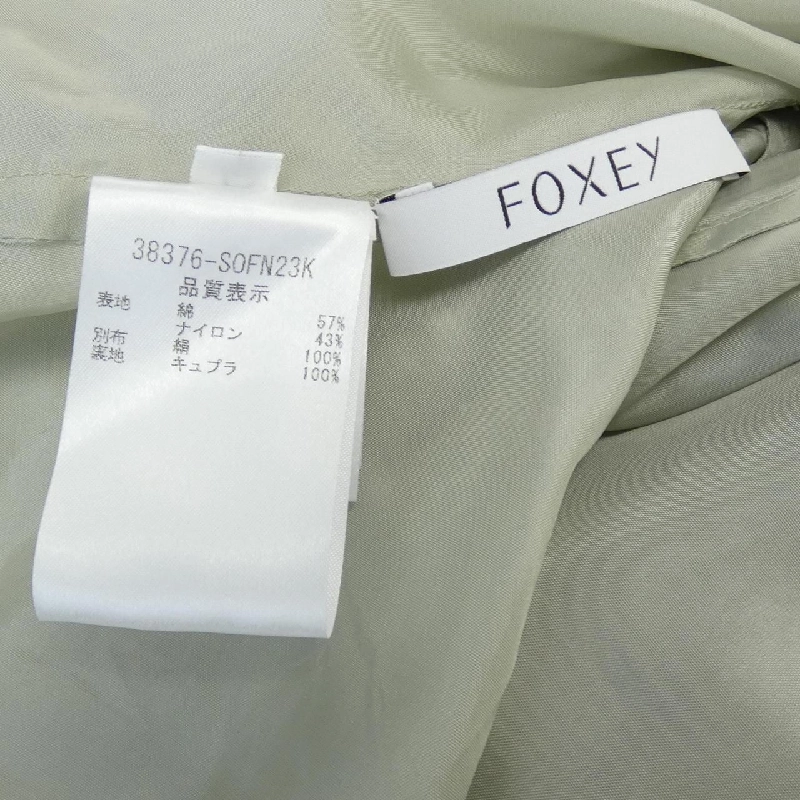 FOXEY
38376-SOFN23K
品質表示
表地 綿 57%
ナイロン 43%
別布 絹 100%
裏地 キュプラ 100%